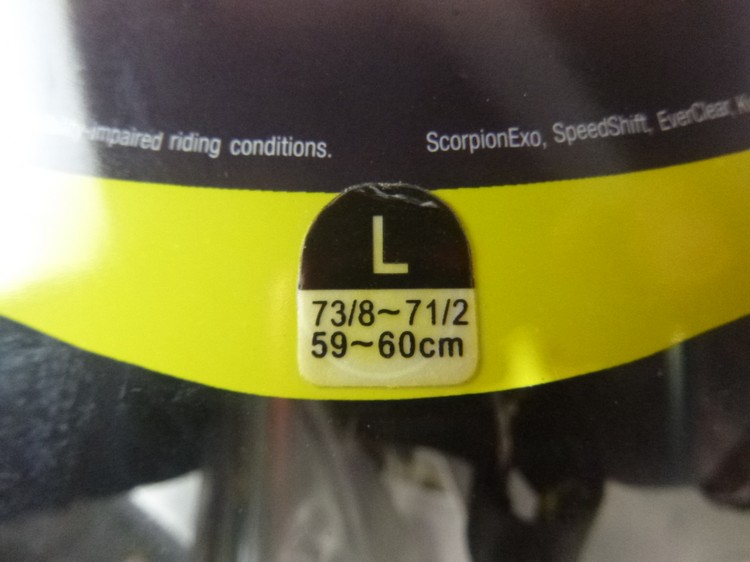 impaired riding conditions.
ScorpionExo, SpeedShift, EverClear,
L
73/8~71/2
59~60cm